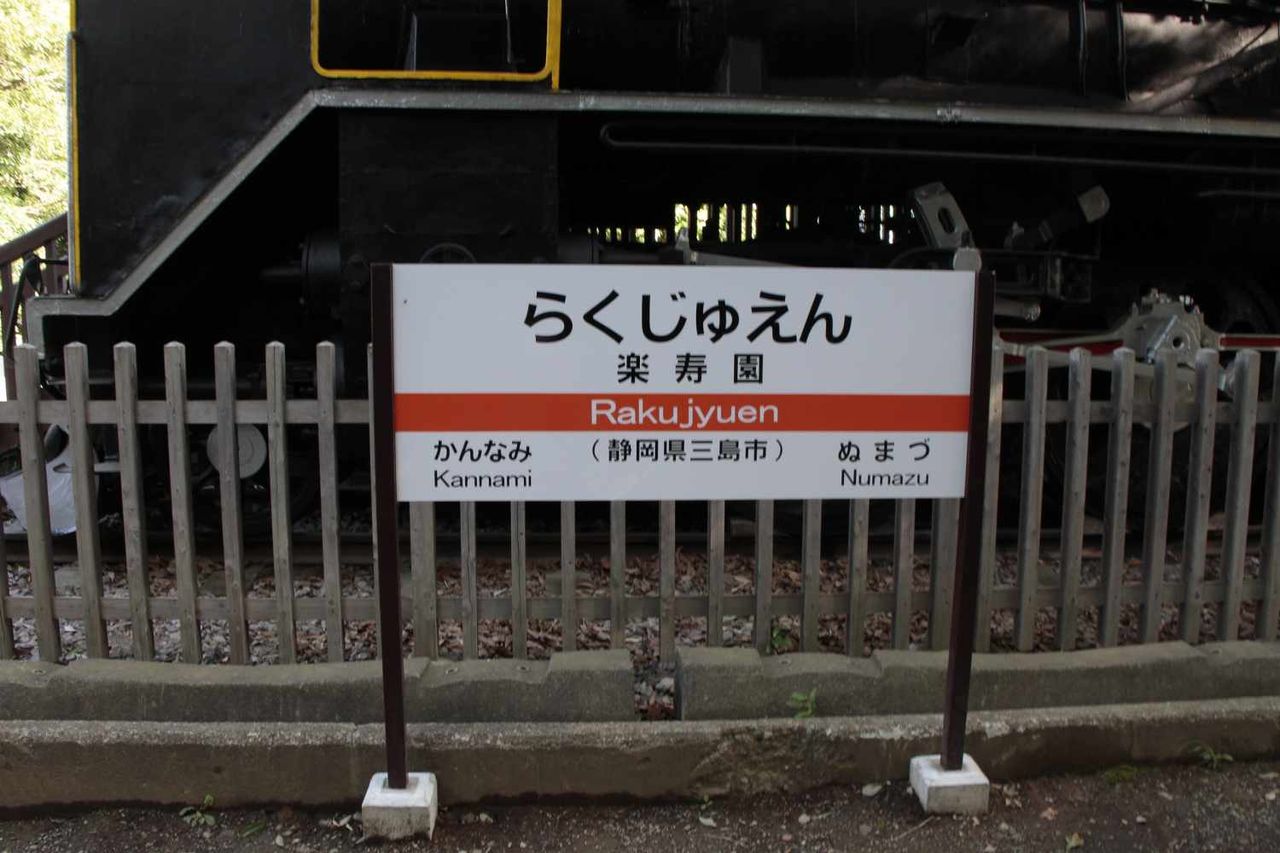 らくじゅえん
楽寿園
Rakujyuen
かんなみ （静岡県三島市） ぬまづ
Kannami Numazu